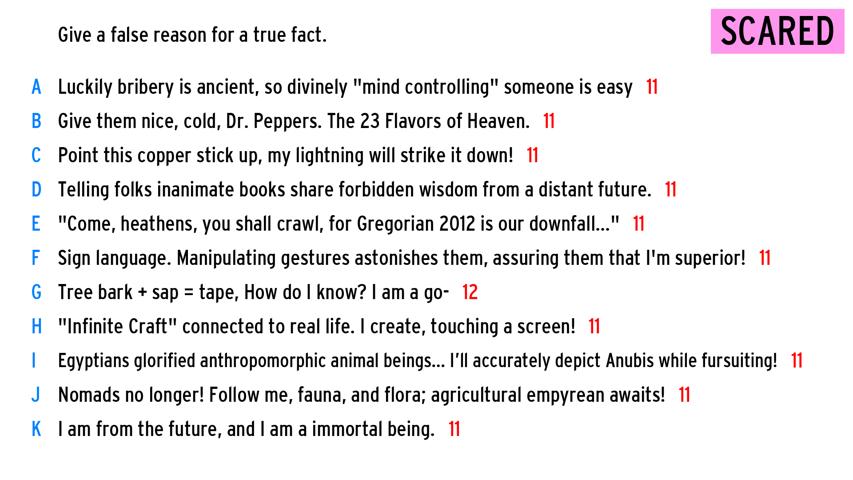 Give a false reason for a true fact.
SCARED
A Luckily bribery is ancient, so divinely "mind controlling" someone is easy 11
B Give them nice, cold, Dr. Peppers. The 23 Flavors of Heaven. 11
C Point this copper stick up, my lightning will strike it down! 11
D Telling folks inanimate books share forbidden wisdom from a distant future. 11
E "Come, heathens, you shall crawl, for Gregorian 2012 is our downfall..." 11
F Sign language. Manipulating gestures astonishes them, assuring them that I'm superior! 11
G Tree bark + sap = tape, How do I know? I am a go- 12
H "Infinite Craft" connected to real life. I create, touching a screen! 11
I Egyptians glorified anthropomorphic animal beings... I'll accurately depict Anubis while fursuiting! 11
J Nomads no longer! Follow me, fauna, and flora; agricultural empyrean awaits! 11
K I am from the future, and I am a immortal being. 11